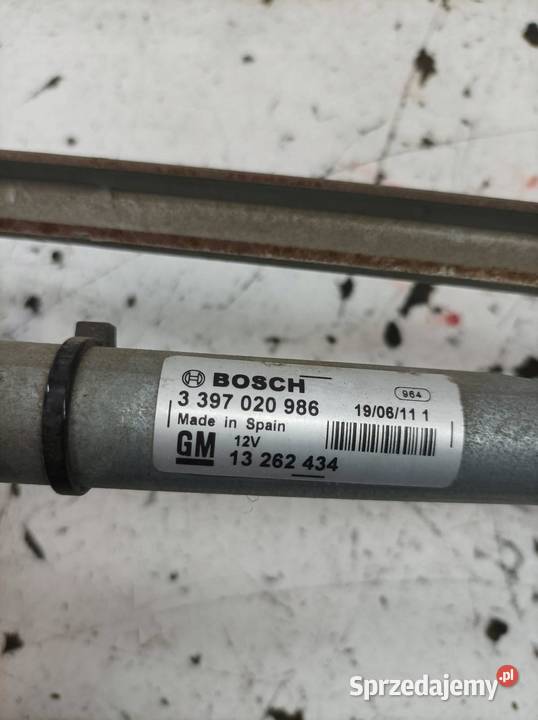 BOSCH
964
3 397 020 986
19/06/11 1
Made in Spain
GM
12V
13 262 434
Sprzedajemy.pl